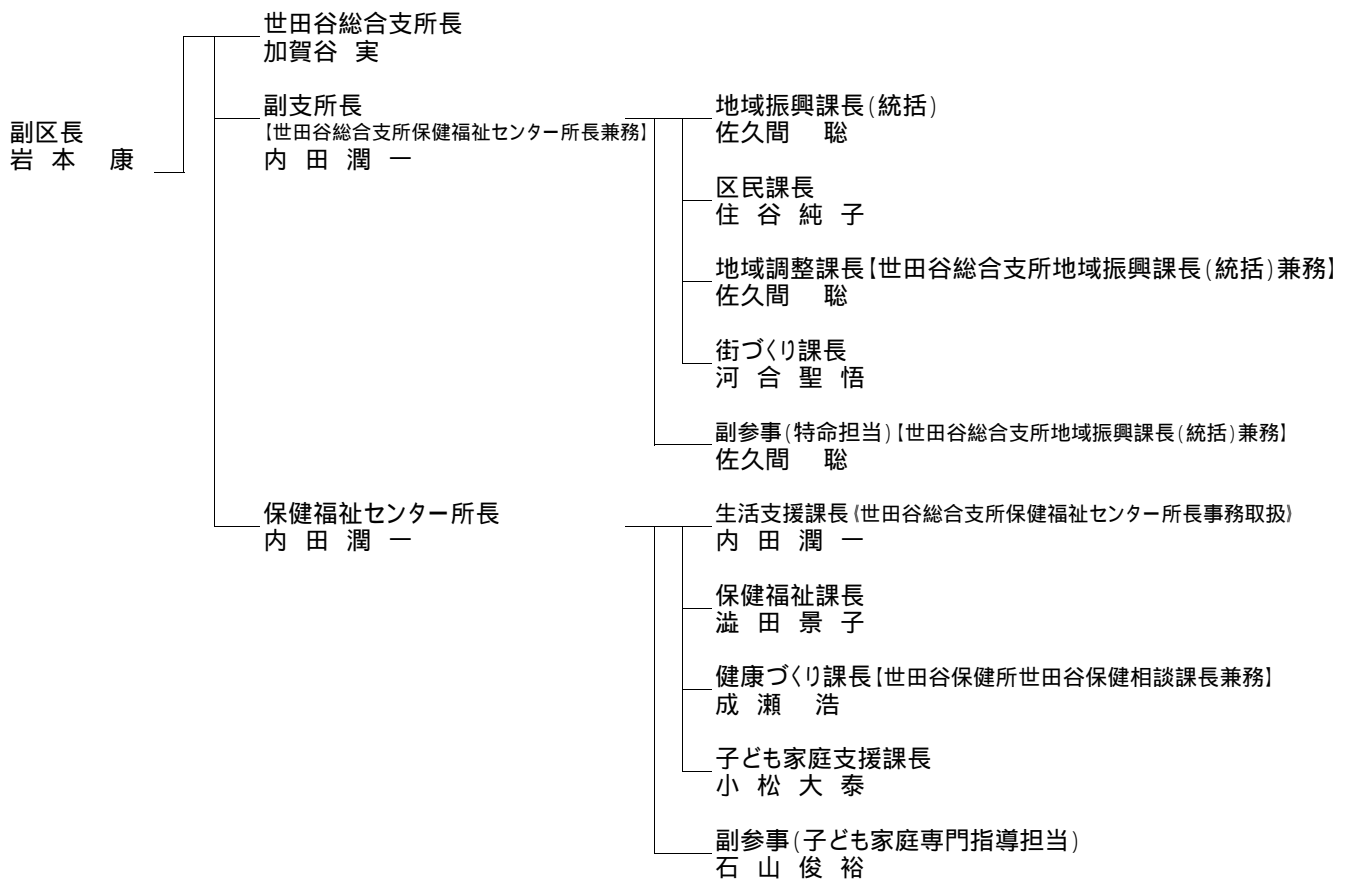 副区長
岩本 康
世田谷総合支所長
加賀谷 実
副支所長
【世田谷総合支所保健福祉センター所長兼務】
内田潤一
地域振興課長(統括)
佐久間 聡
区民課長
住谷純子
地域調整課長【世田谷総合支所地域振興課長(統括)兼務】
佐久間 聡
街づくり課長
河合聖悟
副参事(特命担当)【世田谷総合支所地域振興課長(統括)兼務】
佐久間 聡
保健福祉センター所長
内田潤一
生活支援課長《世田谷総合支所保健福祉センター所長事務取扱》
内田潤一
保健福祉課長
澁田景子
健康づくり課長【世田谷保健所世田谷保健相談課長兼務】
成瀬 浩
子ども家庭支援課長
小松大泰
副参事(子ども家庭専門指導担当)
石山俊裕